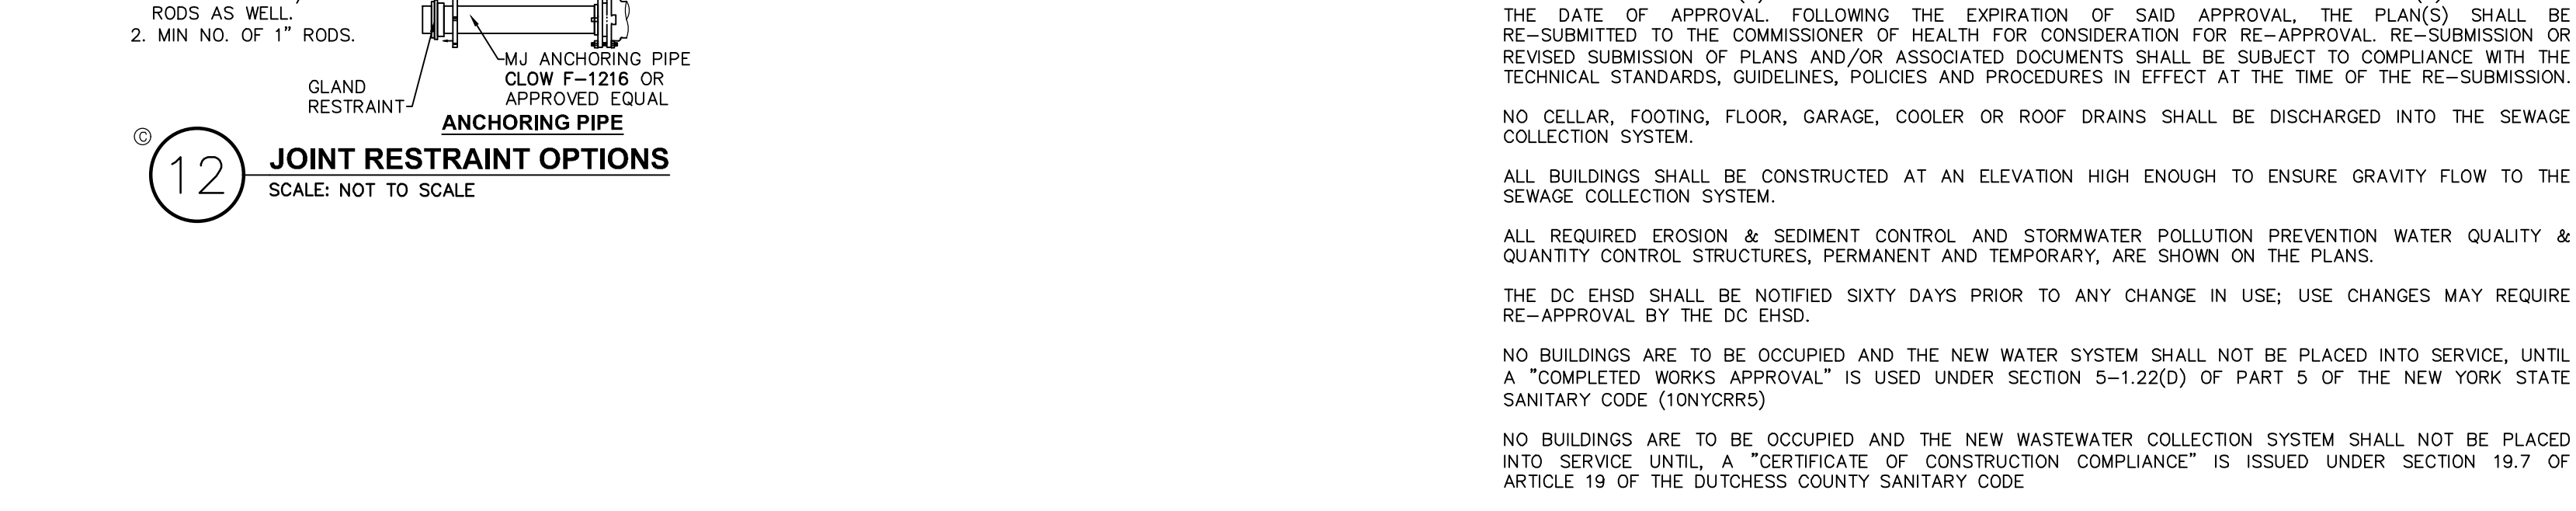 RODS AS WELL.
2. MIN NO. OF 1" RODS.
MJ ANCHORING PIPE
CLOW F-1216 OR
APPROVED EQUAL
GLAND
RESTRAINT
ANCHORING PIPE
©
12
JOINT RESTRAINT OPTIONS
SCALE: NOT TO SCALE
THE DATE OF APPROVAL. FOLLOWING THE EXPIRATION OF SAID APPROVAL, THE PLAN(S) SHALL BE
RE-SUBMITTED TO THE COMMISSIONER OF HEALTH FOR CONSIDERATION FOR RE-APPROVAL. RE-SUBMISSION OR
REVISED SUBMISSION OF PLANS AND/OR ASSOCIATED DOCUMENTS SHALL BE SUBJECT TO COMPLIANCE WITH THE
TECHNICAL STANDARDS, GUIDELINES, POLICIES AND PROCEDURES IN EFFECT AT THE TIME OF THE RE-SUBMISSION.
NO CELLAR, FOOTING, FLOOR, GARAGE, COOLER OR ROOF DRAINS SHALL BE DISCHARGED INTO THE SEWAGE
COLLECTION SYSTEM.
ALL BUILDINGS SHALL BE CONSTRUCTED AT AN ELEVATION HIGH ENOUGH TO ENSURE GRAVITY FLOW TO THE
SEWAGE COLLECTION SYSTEM.
ALL REQUIRED EROSION & SEDIMENT CONTROL AND STORMWATER POLLUTION PREVENTION WATER QUALITY &
QUANTITY CONTROL STRUCTURES, PERMANENT AND TEMPORARY, ARE SHOWN ON THE PLANS.
THE DC EHSD SHALL BE NOTIFIED SIXTY DAYS PRIOR TO ANY CHANGE IN USE; USE CHANGES MAY REQUIRE
RE-APPROVAL BY THE DC EHSD.
NO BUILDINGS ARE TO BE OCCUPIED AND THE NEW WATER SYSTEM SHALL NOT BE PLACED INTO SERVICE, UNTIL
A "COMPLETED WORKS APPROVAL" IS USED UNDER SECTION 5-1.22(D) OF PART 5 OF THE NEW YORK STATE
SANITARY CODE (10NYCRR5)
NO BUILDINGS ARE TO BE OCCUPIED AND THE NEW WASTEWATER COLLECTION SYSTEM SHALL NOT BE PLACED
INTO SERVICE UNTIL, A "CERTIFICATE OF CONSTRUCTION COMPLIANCE" IS ISSUED UNDER SECTION 19.7 OF
ARTICLE 19 OF THE DUTCHESS COUNTY SANITARY CODE